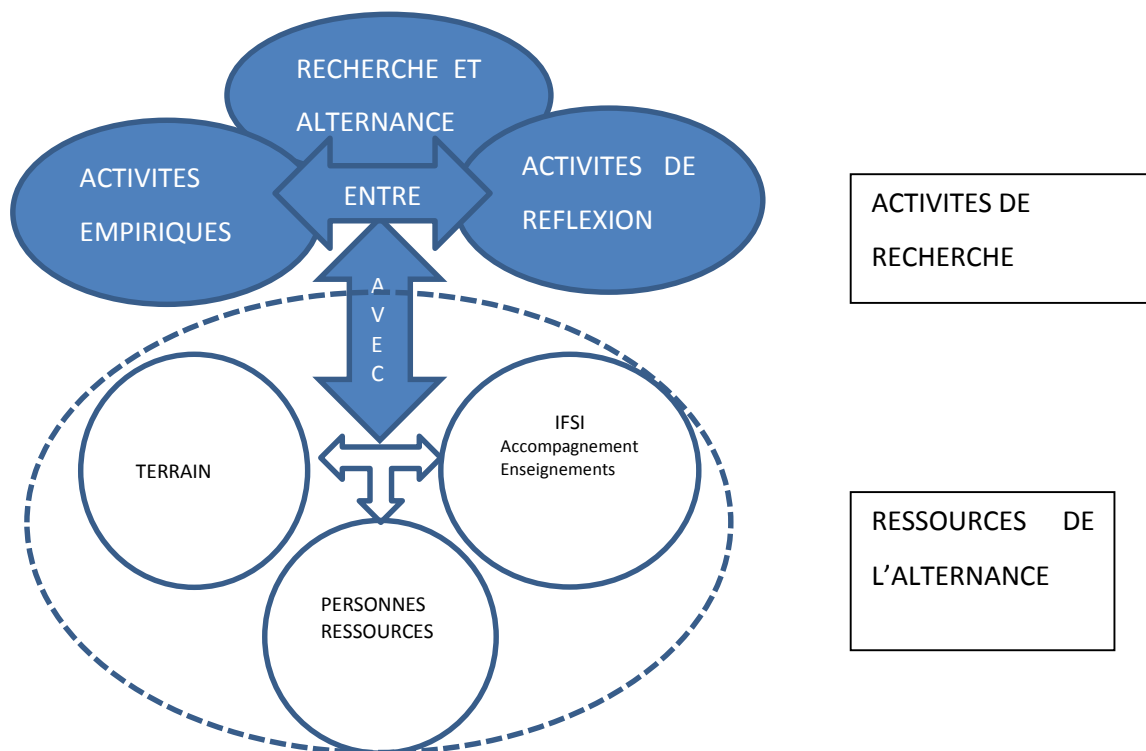 RECHERCHE ET
ALTERNANCE
ACTIVITES
EMPIRIQUES
ENTRE
ACTIVITES DE
REFLEXION
ACTIVITES DE
RECHERCHE
A
V
E
C
TERRAIN
IFSI
Accompagnement
Enseignements
PERSONNES
RESSOURCES
RESSOURCES DE
L’ALTERNANCE